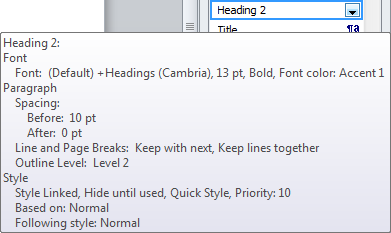 Heading 2
Title ¶a
Heading 2:
Font
Font: (Default) +Headings (Cambria), 13 pt, Bold, Font color: Accent 1
Paragraph
Spacing:
Before: 10 pt
After: 0 pt
Line and Page Breaks: Keep with next, Keep lines together
Outline Level: Level 2
Style
Style Linked, Hide until used, Quick Style, Priority: 10
Based on: Normal
Following style: Normal